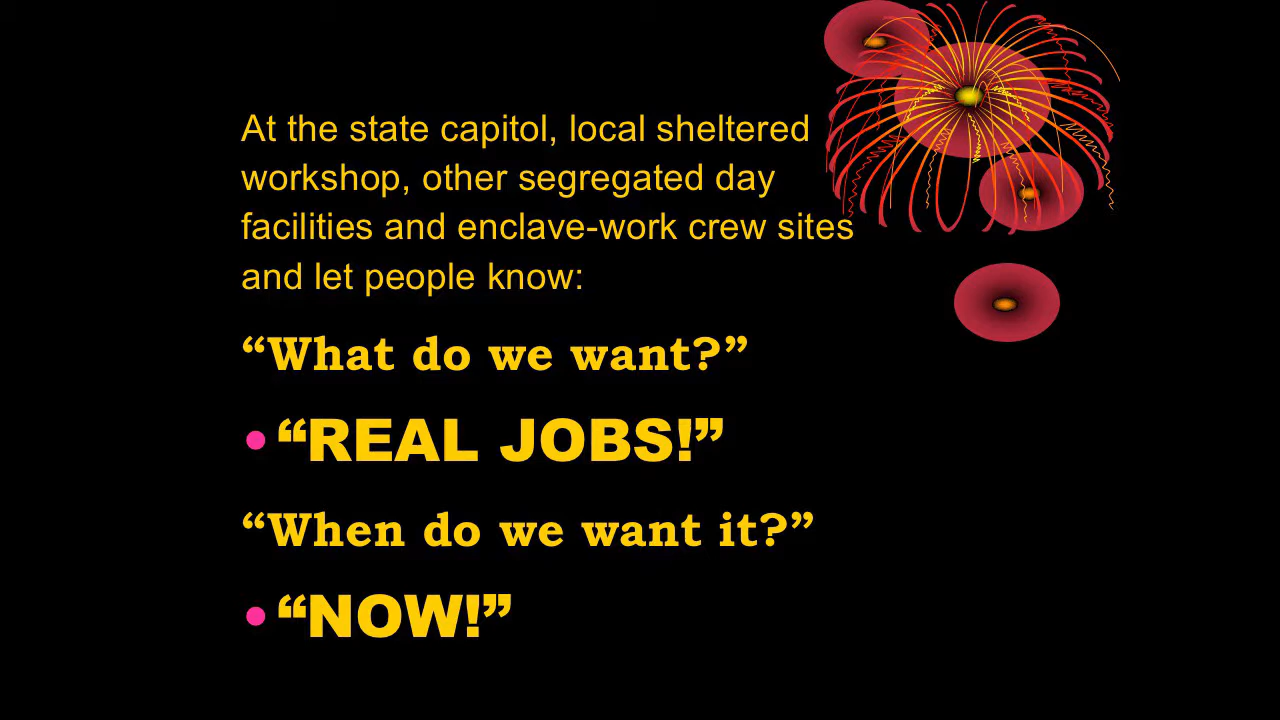 At the state capitol, local sheltered
workshop, other segregated day
facilities and enclave-work crew sites
and let people know:
“What do we want?”
• “REAL JOBS!”
“When do we want it?”
• “NOW!”